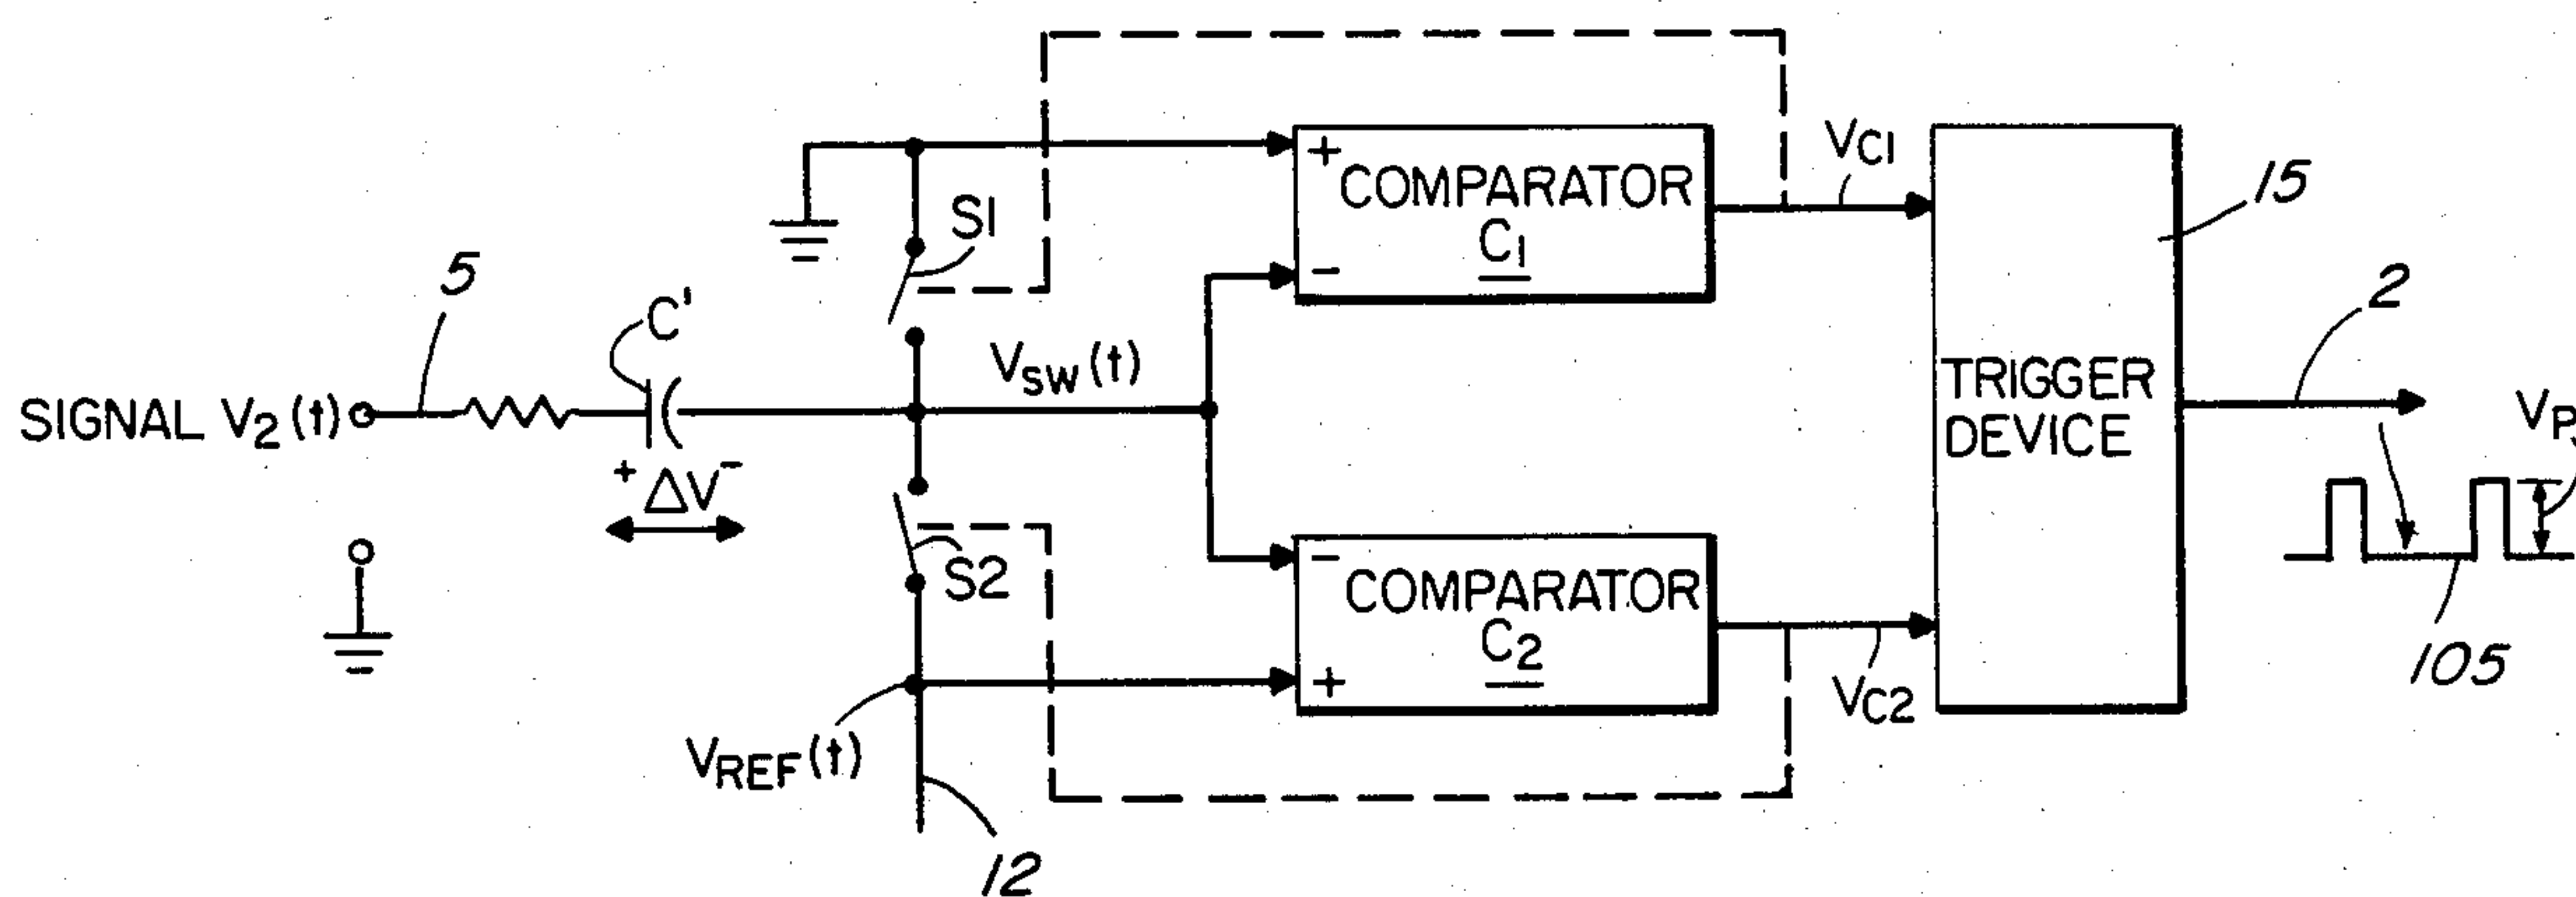 VC1
15
S1
+
COMPARATOR
C1
-
5
C'
2
VSW(t)
SIGNAL V2(t)
TRIGGER
DEVICE
+ ΔV -
S2
-
COMPARATOR
C2
+
VC2
105
VREF(t)
12